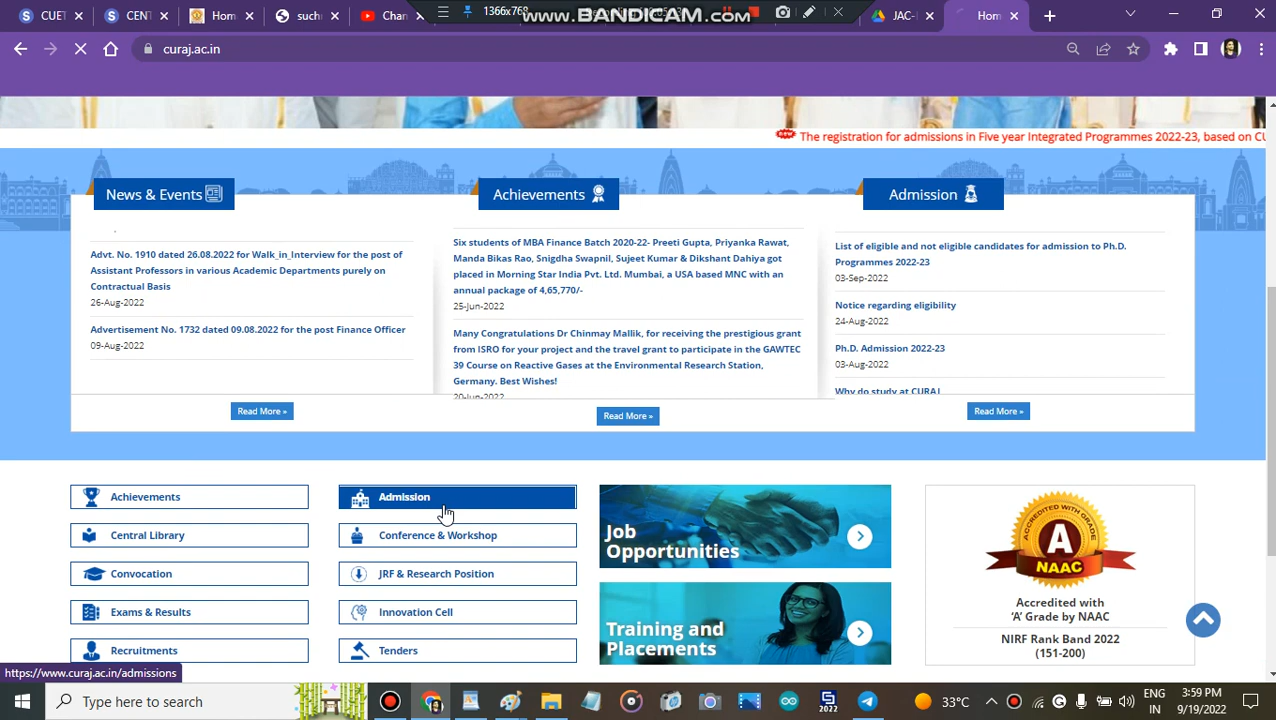 CUET
CENT
Hom
such
Chan
1366x768
www.BANDICAM.com
JAC-
Hom
curaj.ac.in
new The registration for admissions in Five year Integrated Programmes 2022-23, based on CU
News & Events
Achievements
Admission
Advt. No. 1910 dated 26.08.2022 for Walk_in_Interview for the post of
Assistant Professors in various Academic Departments purely on
Contractual Basis
26-Aug-2022
Advertisement No. 1732 dated 09.08.2022 for the post Finance Officer
09-Aug-2022
Read More »
Six students of MBA Finance Batch 2020-22- Preeti Gupta, Priyanka Rawat,
Manda Bikas Rao, Snigdha Swapnil, Sujeet Kumar & Dikshant Dahiya got
placed in Morning Star India Pvt. Ltd. Mumbai, a USA based MNC with an
annual package of 4,65,770/-
25-Jun-2022
Many Congratulations Dr Chinmay Mallik, for receiving the prestigious grant
from ISRO for your project and the travel grant to participate in the GAWTEC
39 Course on Reactive Gases at the Environmental Research Station,
Germany. Best Wishes!
20-Jun-2022
Read More »
List of eligible and not eligible candidates for admission to Ph.D.
Programmes 2022-23
03-Sep-2022
Notice regarding eligibility
24-Aug-2022
Ph.D. Admission 2022-23
03-Aug-2022
Why do study at CURAJ
Read More »
Achievements
Central Library
Convocation
Exams & Results
Recruitments
Admission
Conference & Workshop
JRF & Research Position
Innovation Cell
Tenders
Job
Opportunities
Training and
Placements
A
NAAC
Accredited with
‘A’ Grade by NAAC
NIRF Rank Band 2022
(151-200)
https://www.curaj.ac.in/admissions
Type here to search
2022
33°C
ENG
IN
3:59 PM
9/19/2022